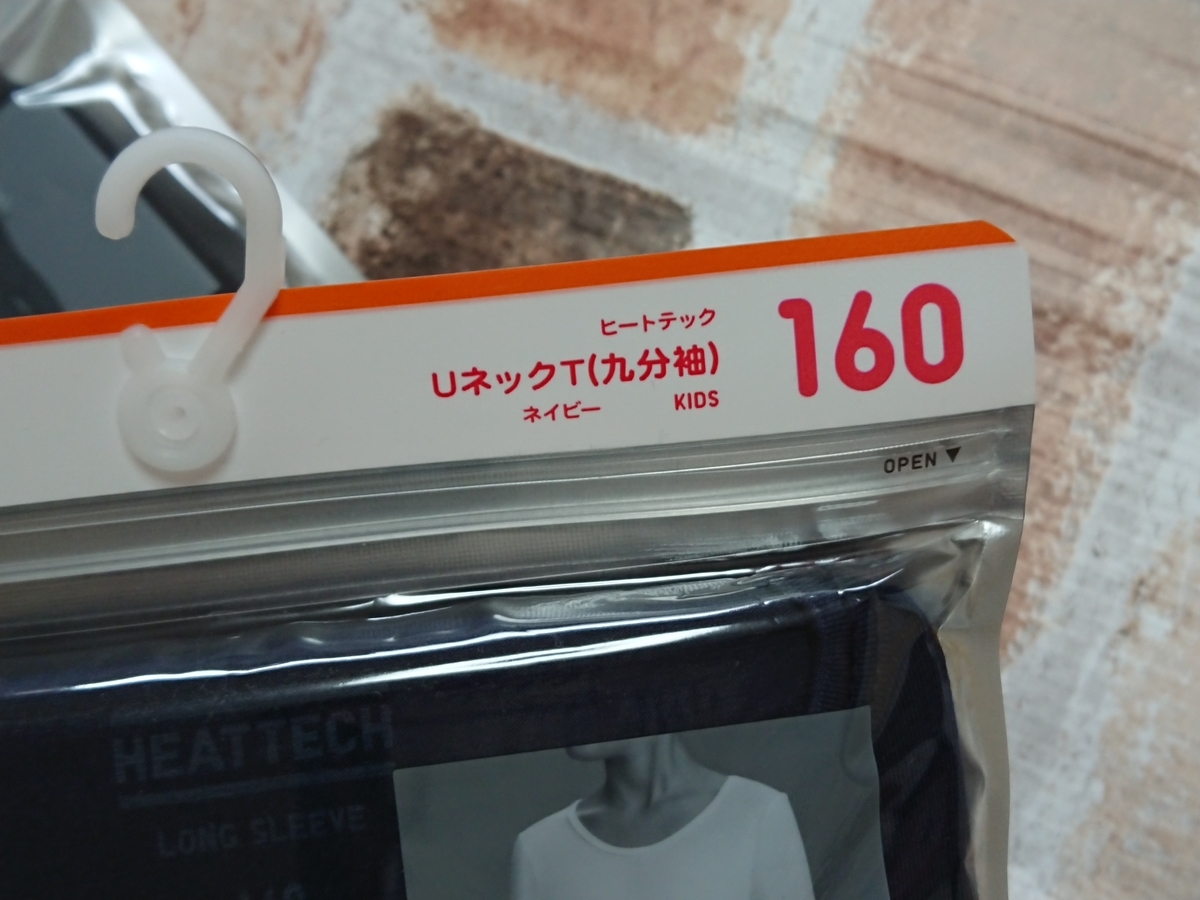 ヒートテック
UネックT(九分袖)
ネイビー KIDS
160
OPEN▼
HEATTECH
LONG SLEEVE